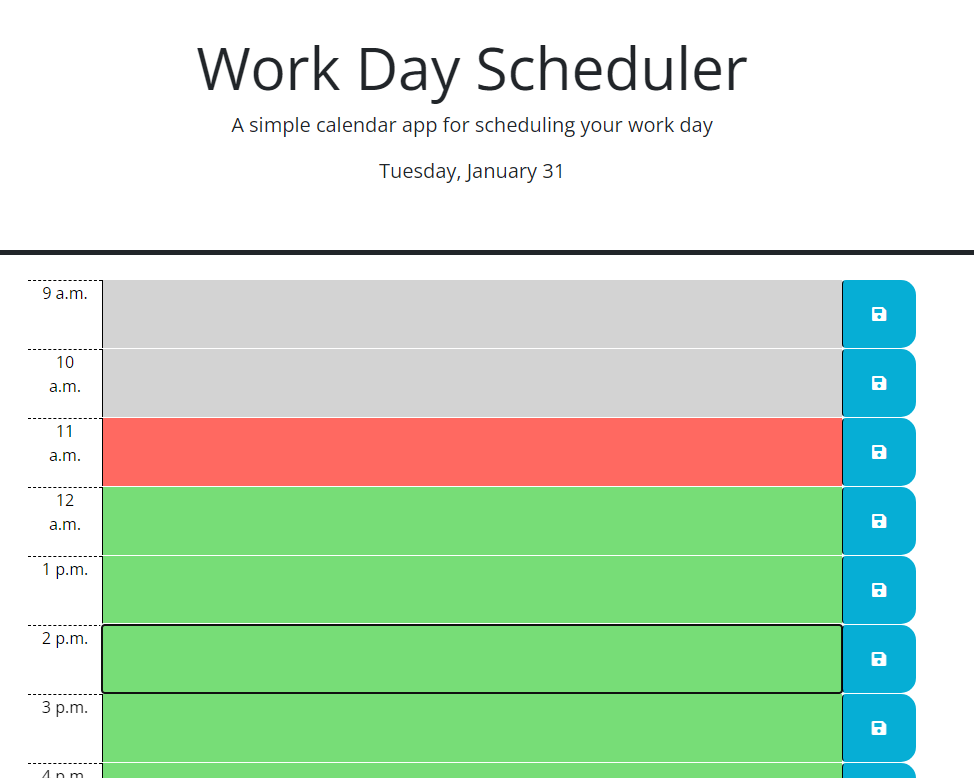 Work Day Scheduler
A simple calendar app for scheduling your work day
Tuesday, January 31
9 a.m.
10
a.m.
11
a.m.
12
a.m.
1 p.m.
2 p.m.
3 p.m.
4 p.m.